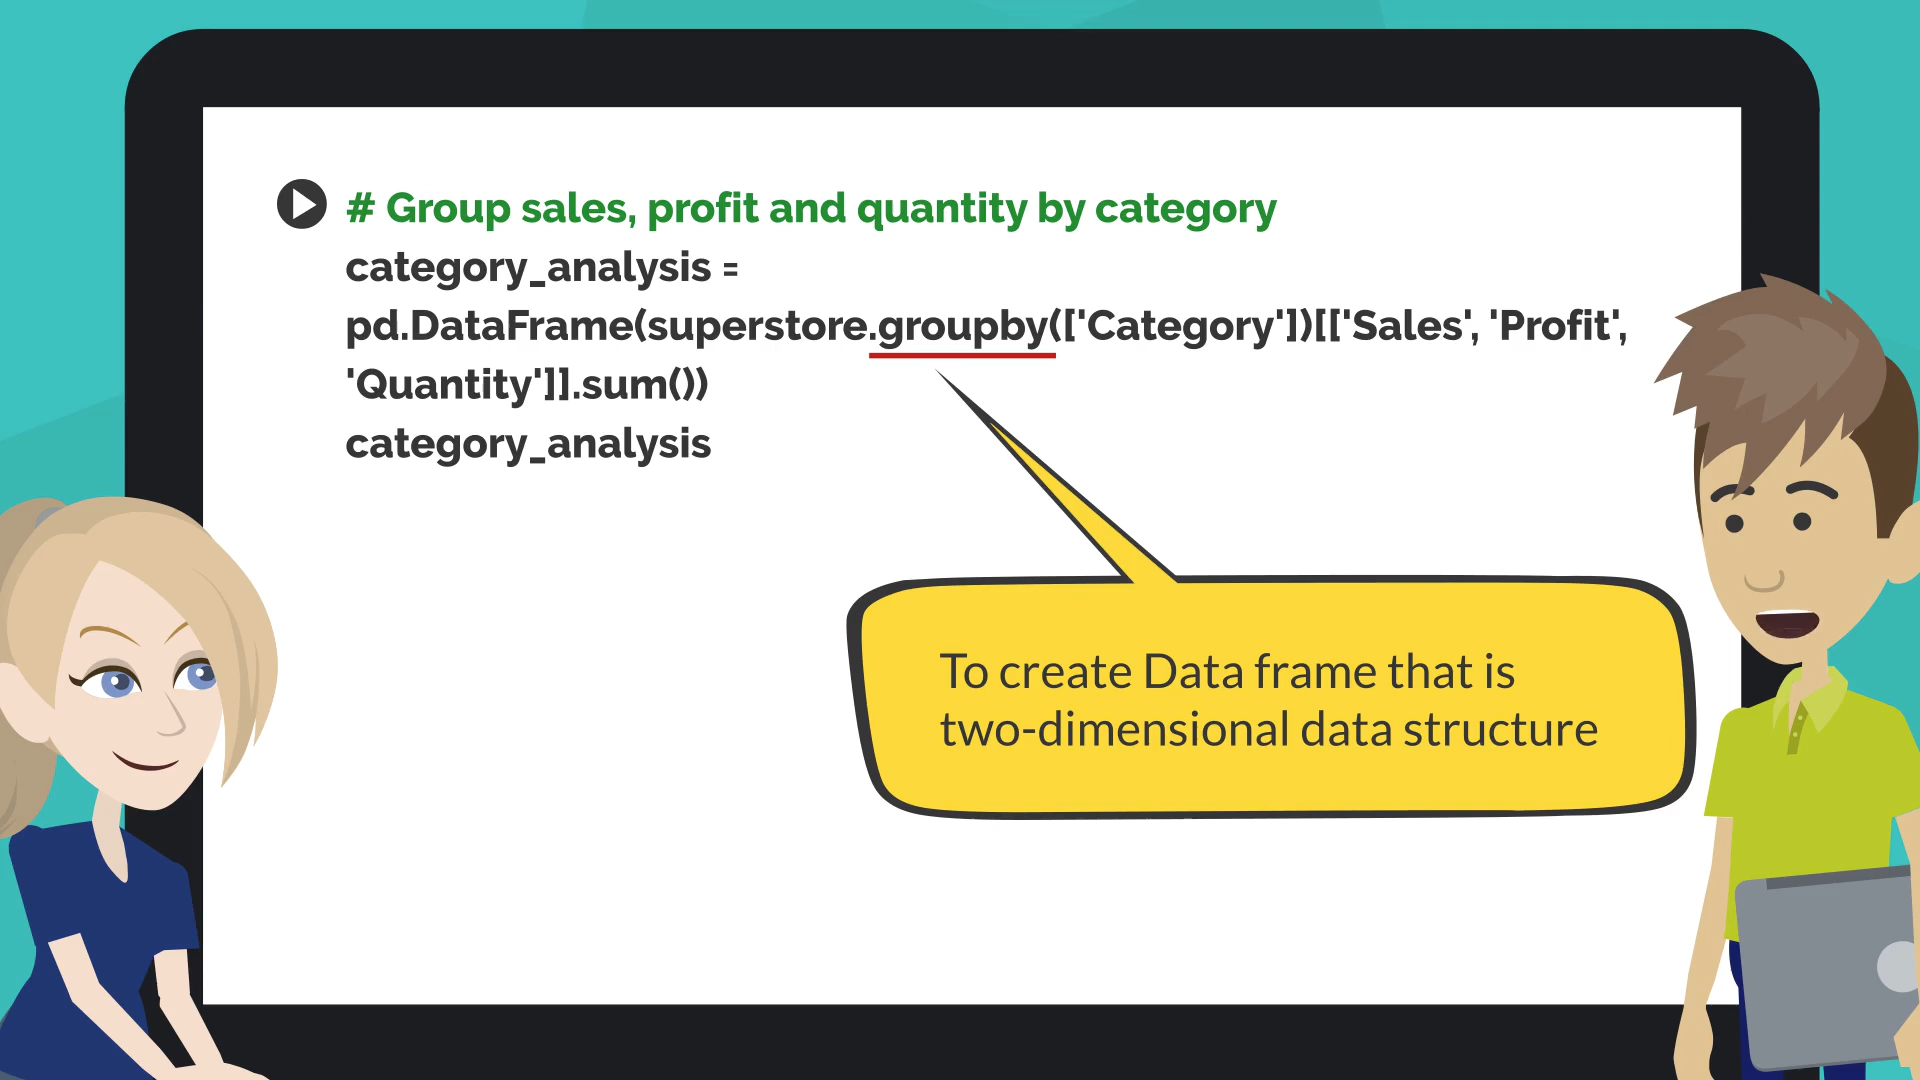 # Group sales, profit and quantity by category
category_analysis =
pd.DataFrame(superstore.groupby(['Category'])[['Sales', 'Profit',
'Quantity']].sum())
category_analysis
To create Data frame that is
two-dimensional data structure